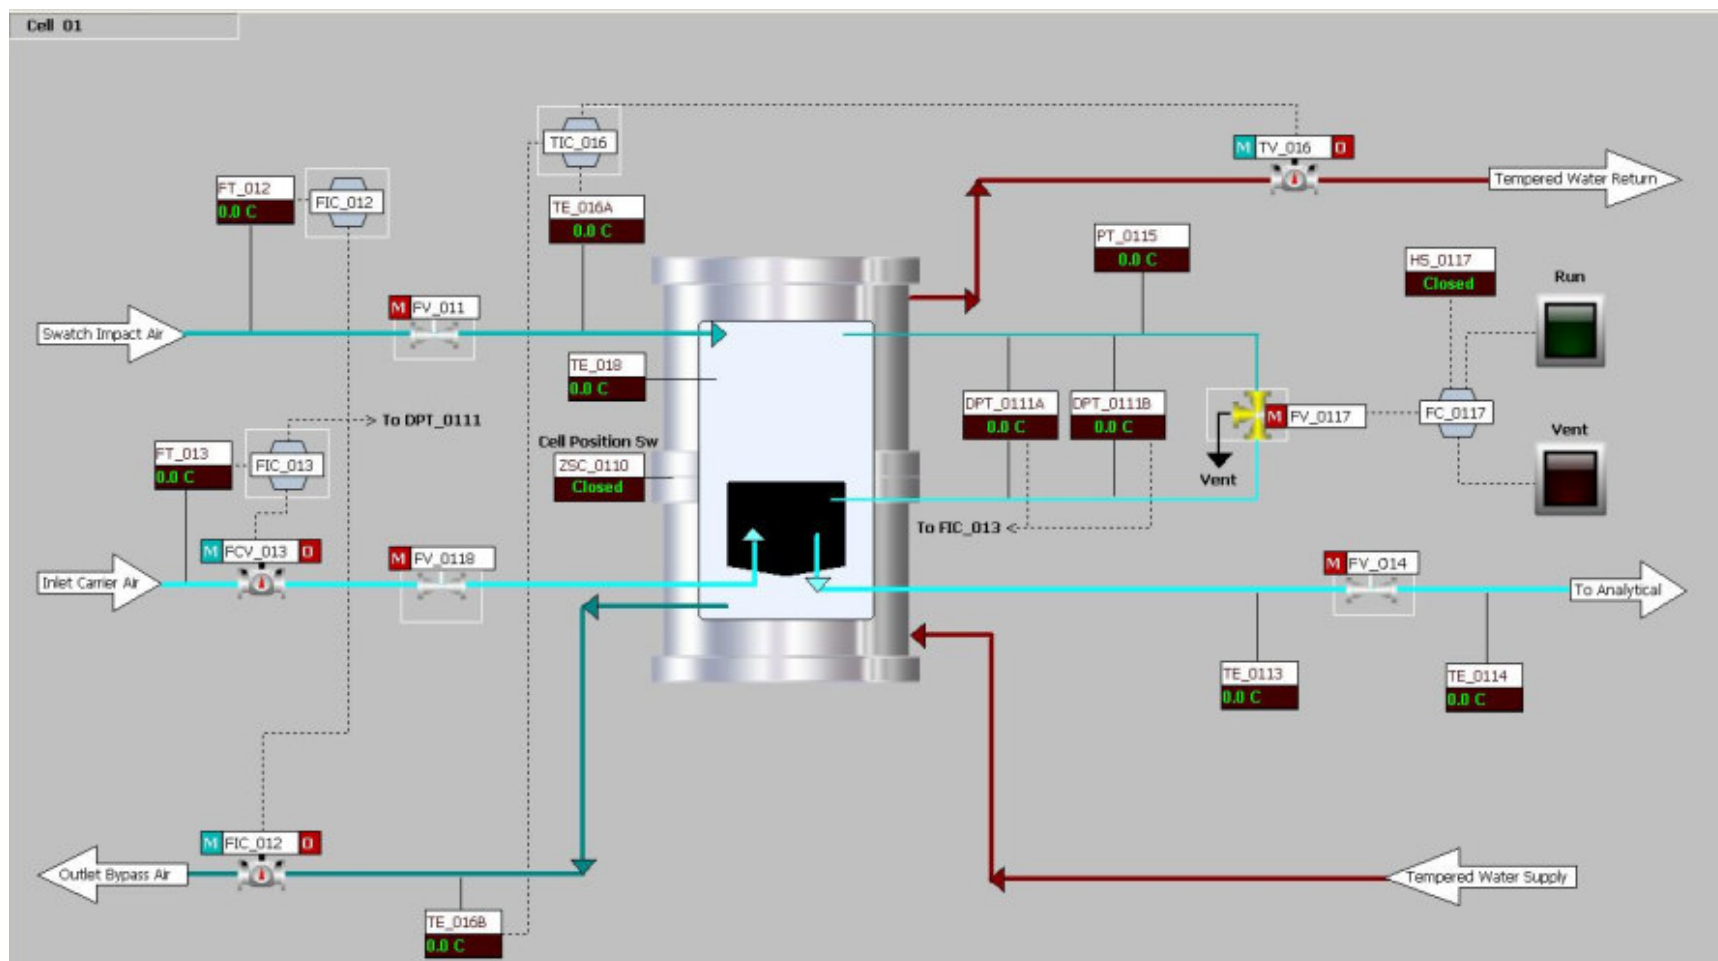 Cell 01
TIC_016
M TV_016 O
Tempered Water Return
FT_012
0.0 C
FIC_012
TE_016A
0.0 C
PT_0115
0.0 C
HS_0117
Closed
Run
M FV_011
Swatch Impact Air
TE_018
0.0 C
To DPT_0111
DPT_0111A
0.0 C
DPT_0111B
0.0 C
M FV_0117
FC_0117
Vent
Vent
Cell Position Sw
ZSC_0110
Closed
FT_013
0.0 C
FIC_013
To FIC_013
M FCV_013 O
M FV_0118
Inlet Carrier Air
M FV_014
To Analytical
TE_0113
0.0 C
TE_0114
0.0 C
M FIC_012 O
Outlet Bypass Air
Tempered Water Supply
TE_016B
0.0 C